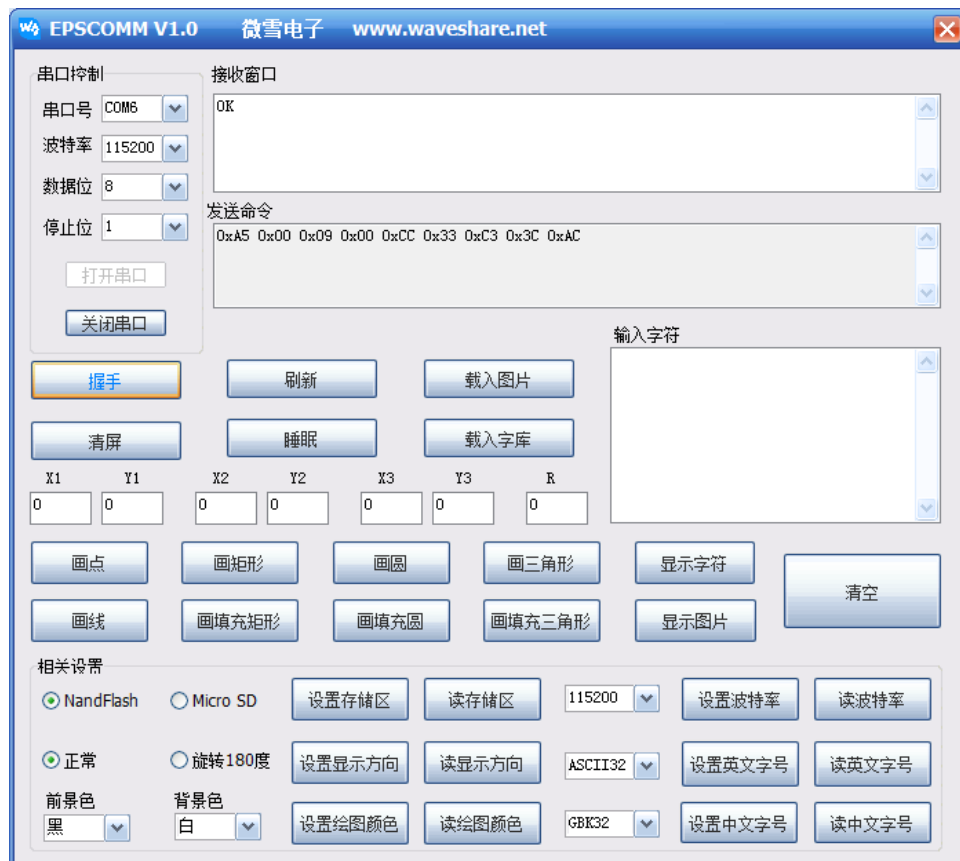 EPSCOMM V1.0 微雪电子 www.waveshare.net
串口控制
串口号 COM6
波特率 115200
数据位 8
停止位 1
打开串口
关闭串口
接收窗口
OK
发送命令
0xA5 0x00 0x09 0x00 0xCC 0x33 0xC3 0x3C 0xAC
输入字符
握手 刷新 载入图片
清屏 睡眠 载入字库
X1 Y1 X2 Y2 X3 Y3 R
0 0 0 0 0 0 0
画点 画矩形 画圆 画三角形 显示字符
清空
画线 画填充矩形 画填充圆 画填充三角形 显示图片
相关设置
NandFlash Micro SD 设置存储区 读存储区 115200 设置波特率 读波特率
正常 旋转180度 设置显示方向 读显示方向 ASCII32 设置英文字号 读英文字号
前景色 背景色
黑 白 设置绘图颜色 读绘图颜色 GBK32 设置中文字号 读中文字号